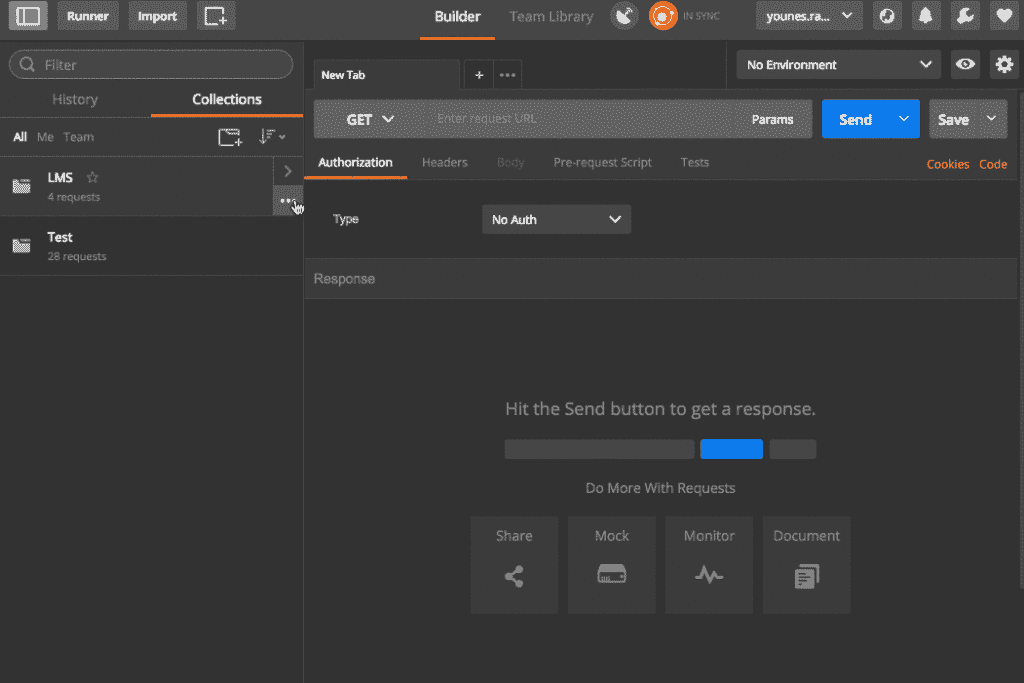 Runner Import Builder Team Library IN SYNC younes.ra...
Filter
New Tab
No Environment
History Collections
GET Enter request URL Params Send Save
All Me Team
Authorization Headers Body Pre-request Script Tests Cookies Code
LMS
4 requests
Type No Auth
Test
28 requests
Response
Hit the Send button to get a response.
Do More With Requests
Share Mock Monitor Document